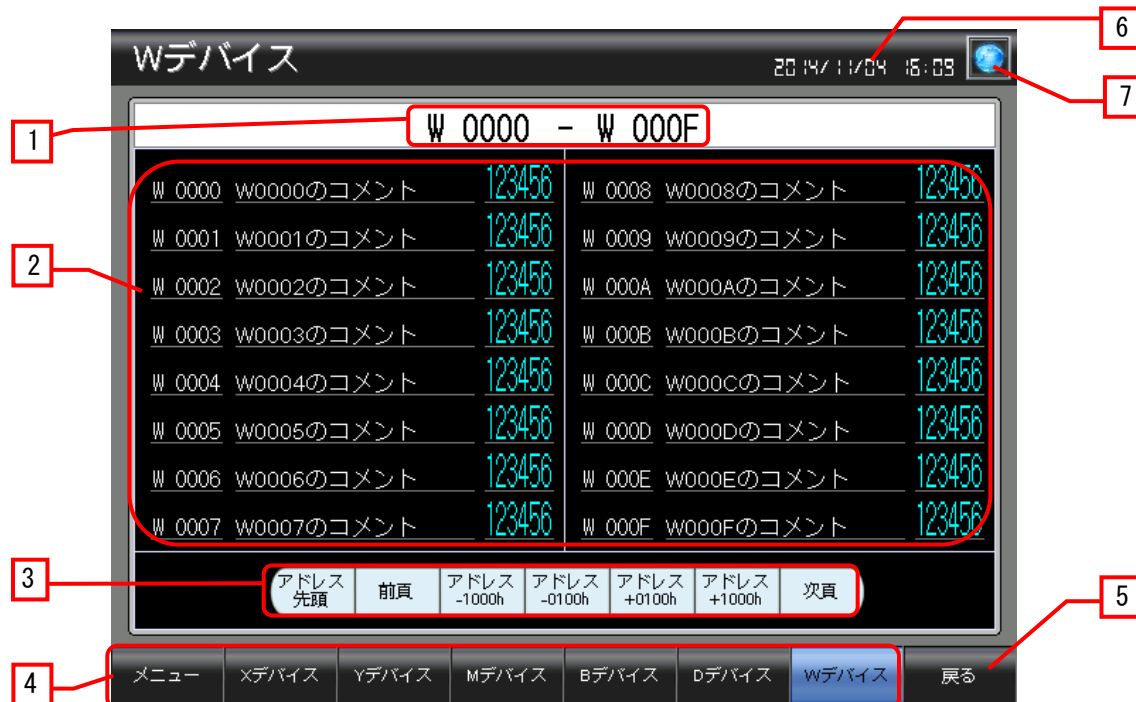 6
Wデバイス
2014/11/04 16:09
7
1
W 0000 - W 000F
W 0000 W0000のコメント 123456 W 0008 W0008のコメント 123456
W 0001 W0001のコメント 123456 W 0009 W0009のコメント 123456
2
W 0002 W0002のコメント 123456 W 000A W000Aのコメント 123456
W 0003 W0003のコメント 123456 W 000B W000Bのコメント 123456
W 0004 W0004のコメント 123456 W 000C W000Cのコメント 123456
W 0005 W0005のコメント 123456 W 000D W000Dのコメント 123456
W 0006 W0006のコメント 123456 W 000E W000Eのコメント 123456
W 0007 W0007のコメント 123456 W 000F W000Fのコメント 123456
3
アドレス
先頭
前頁
アドレス
-1000h
アドレス
-0100h
アドレス
+0100h
アドレス
+1000h
次頁
5
4
メニュー Xデバイス Yデバイス Mデバイス Bデバイス Dデバイス Wデバイス 戻る